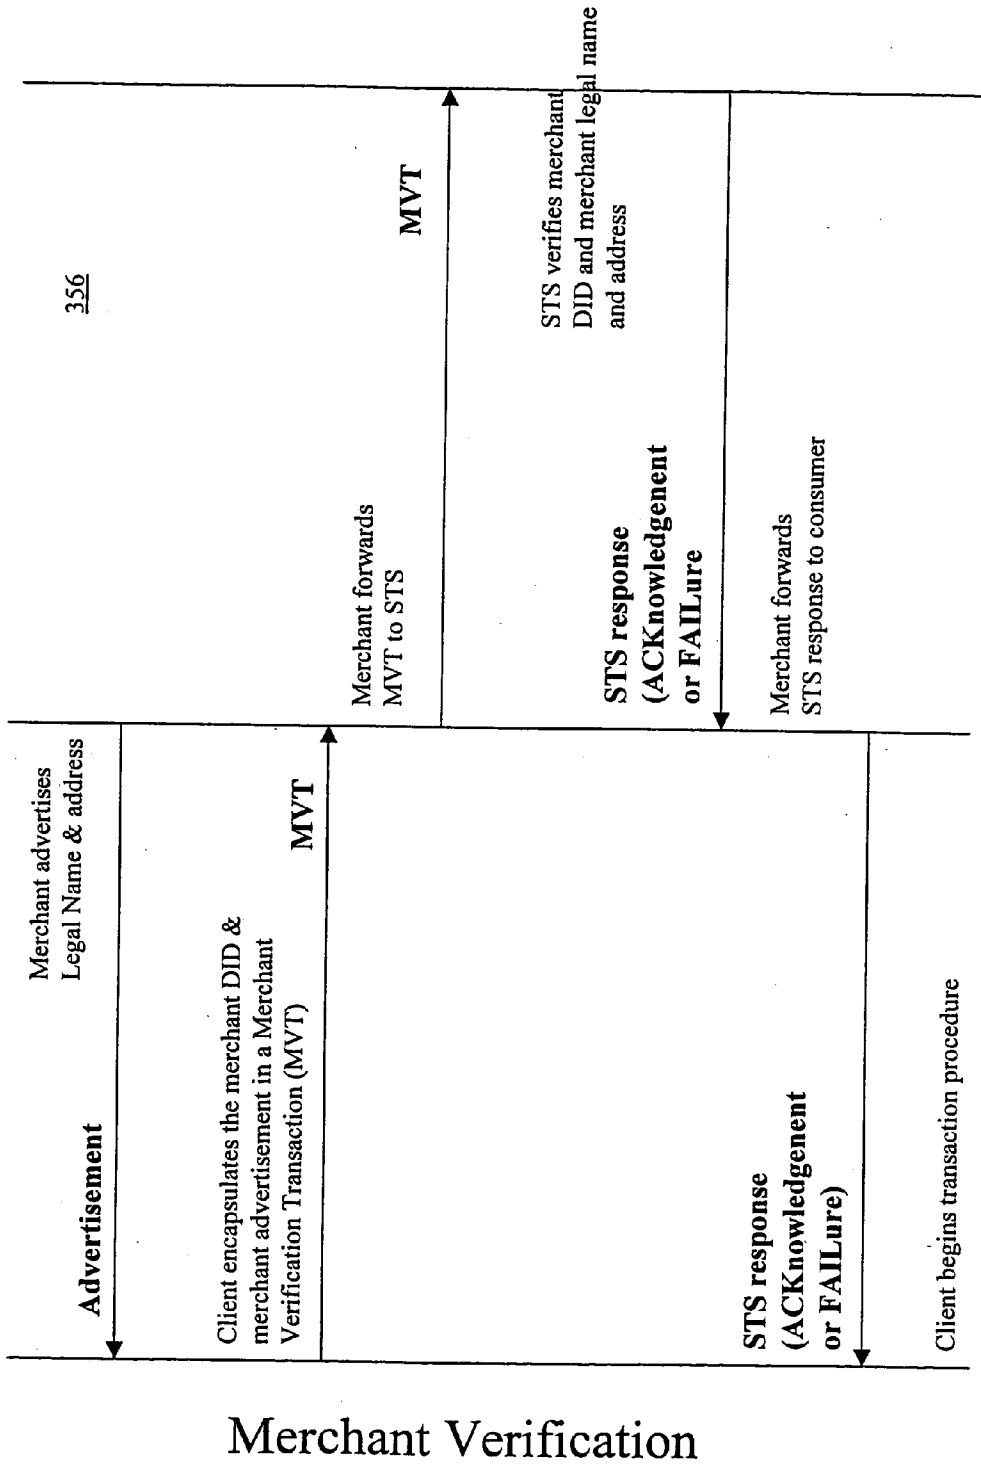 356
Merchant advertises
Legal Name & address
Advertisement
Client encapsulates the merchant DID &
merchant advertisement in a Merchant
Verification Transaction (MVT)
MVT
Merchant forwards
MVT to STS
MVT
STS verifies merchant
DID and merchant legal name
and address
STS response
(ACKnowledgenent
or FAILure
Merchant forwards
STS response to consumer
STS response
(ACKnowledgenent
or FAILure)
Client begins transaction procedure
Merchant Verification